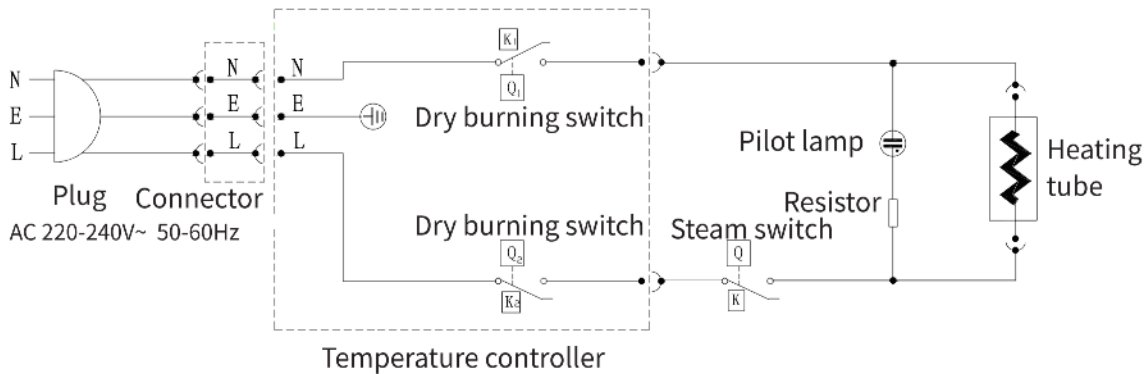 K₁
N
N
N
Q₁
E
E
E
Dry burning switch
L
L
L
Pilot lamp
Heating
tube
Plug
Connector
Resistor
AC 220-240V~ 50-60Hz
Dry burning switch
Steam switch
Q₂
Q
K₂
K
Temperature controller